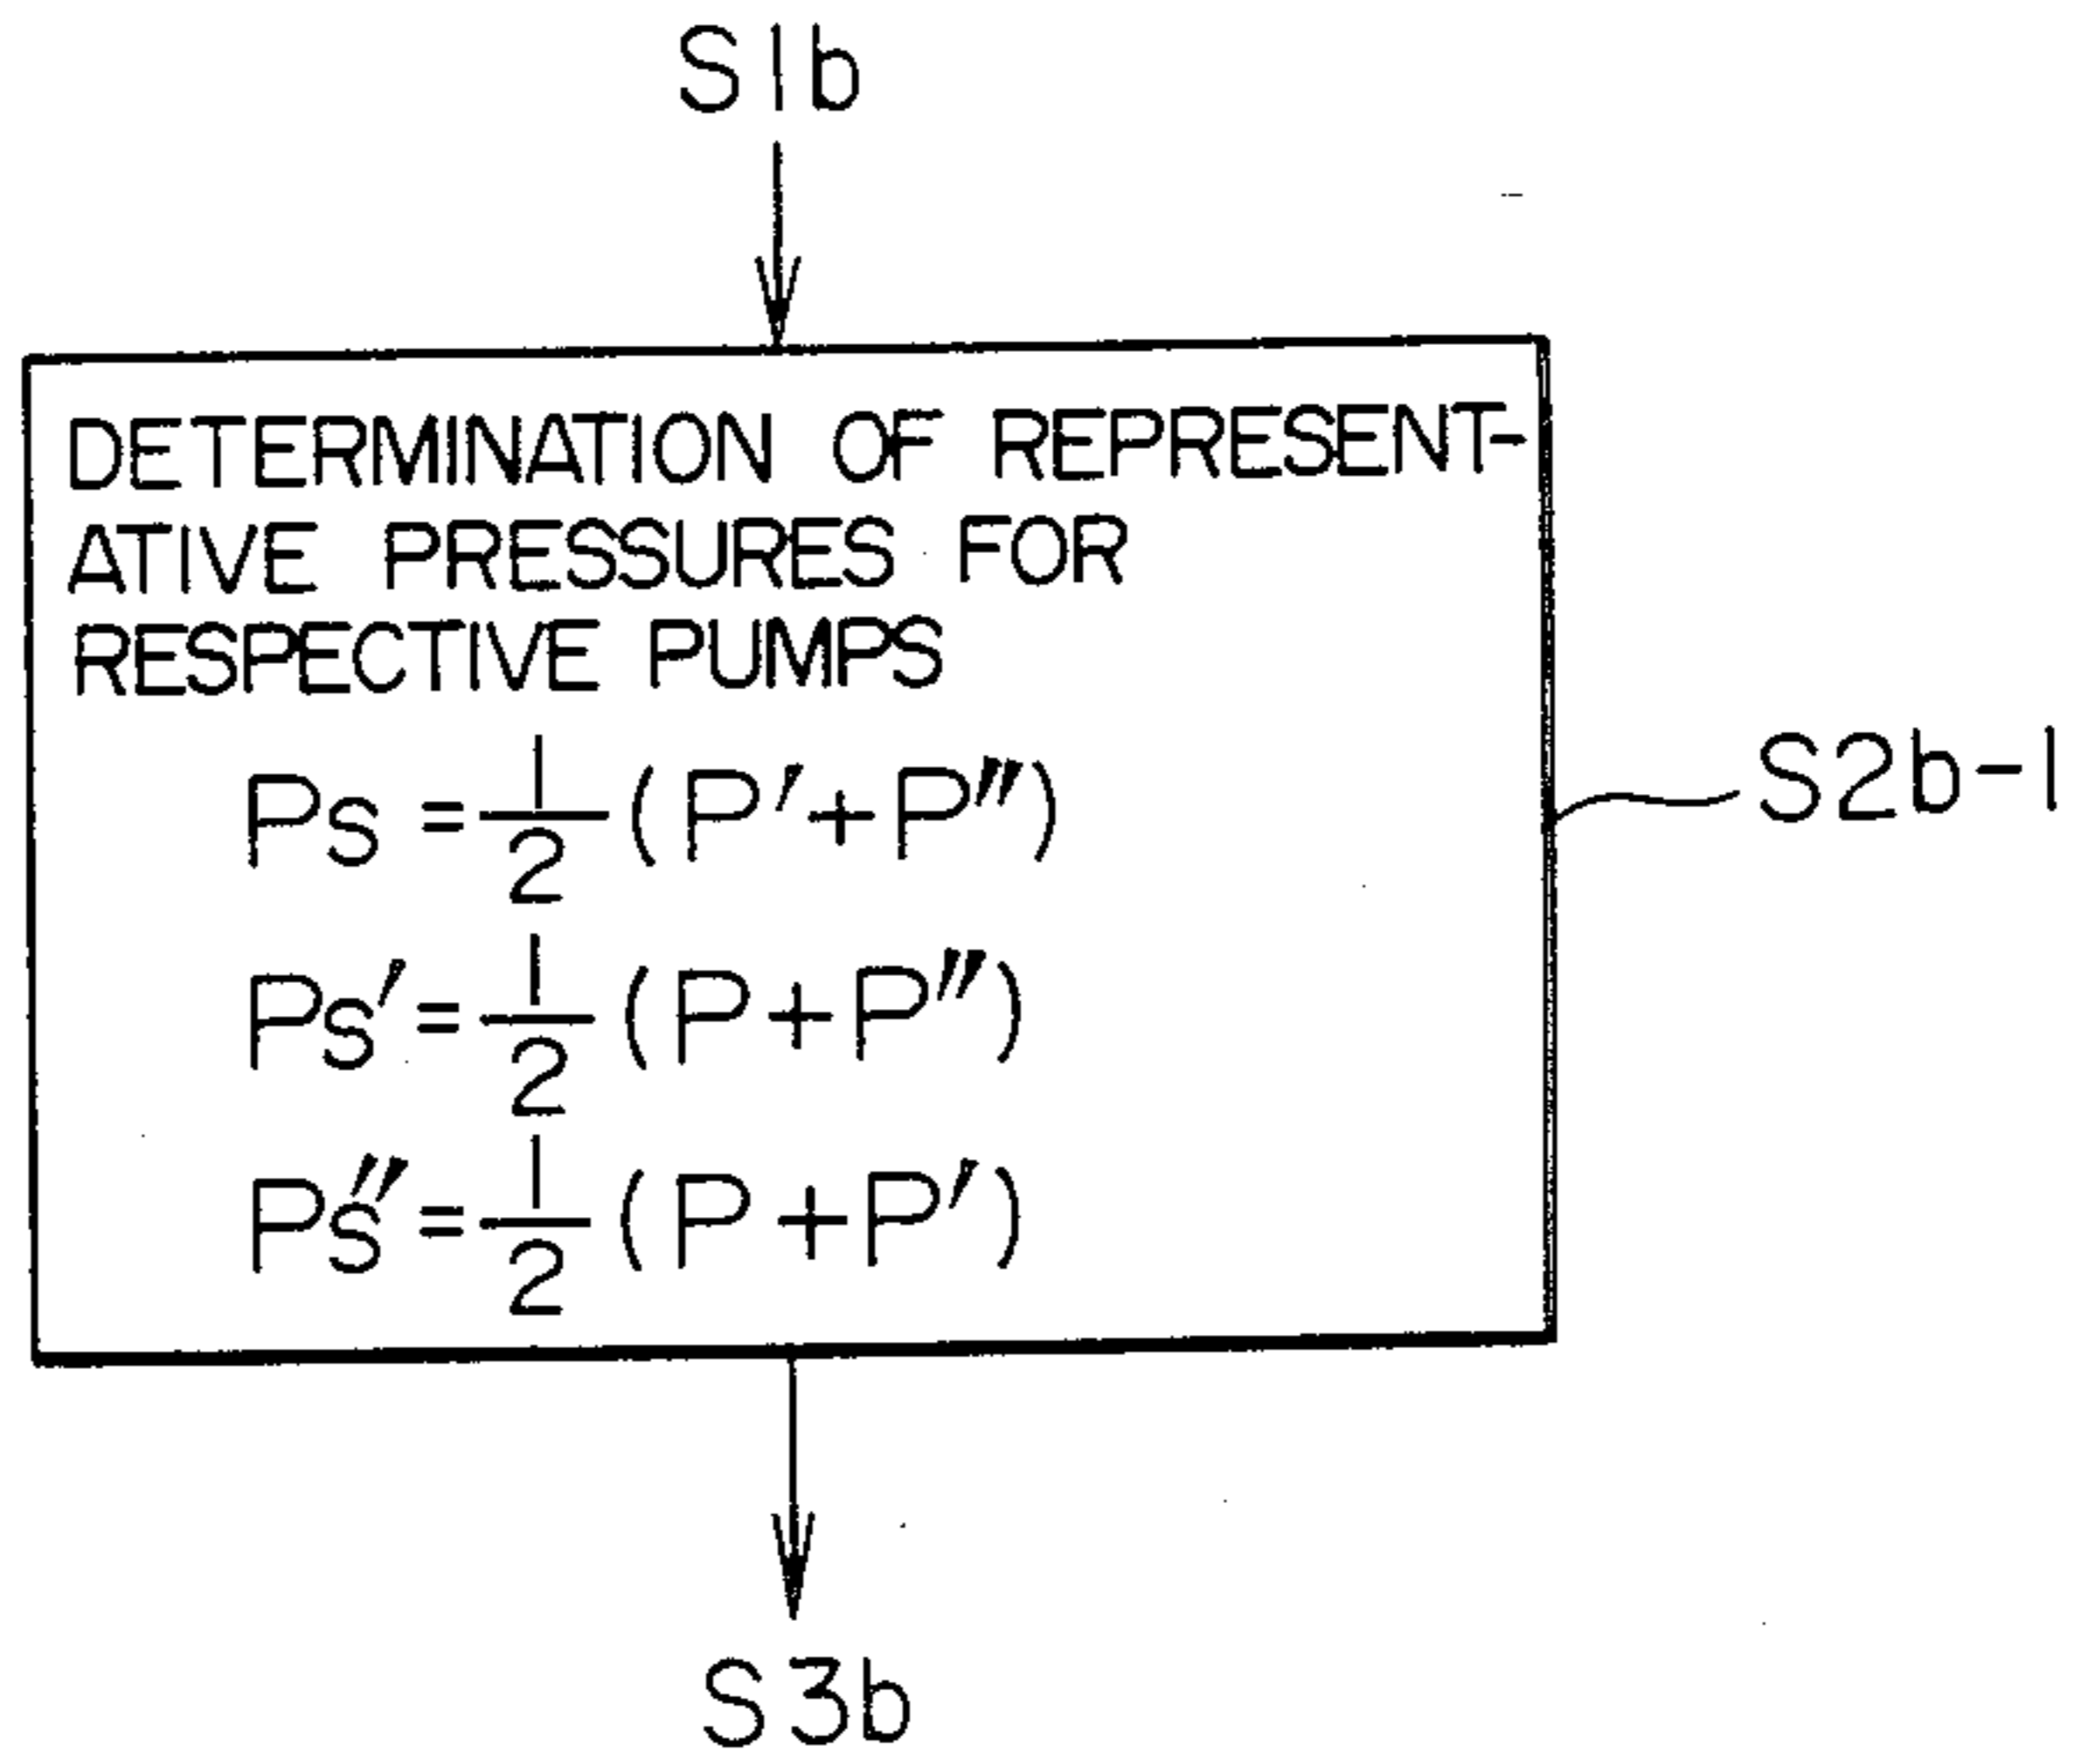 S1b
DETERMINATION OF REPRESENT-
ATIVE PRESSURES FOR
RESPECTIVE PUMPS
Ps = 1/2 (P' + P'')
S2b-1
Ps' = 1/2 (P + P'')
Ps'' = 1/2 (P + P')
S3b